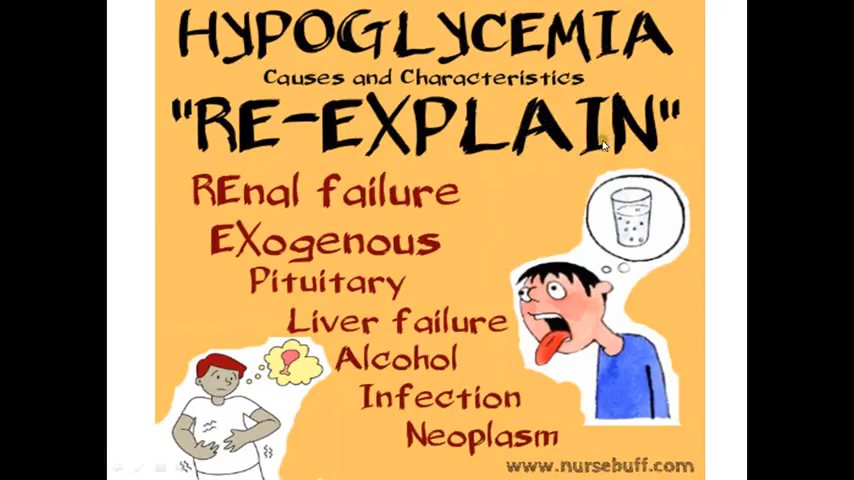 HYPOGLYCEMIA
Causes and Characteristics
"RE-EXPLAIN"
REnal failure
EXogenous
Pituitary
Liver failure
Alcohol
Infection
Neoplasm
www.nursebuff.com